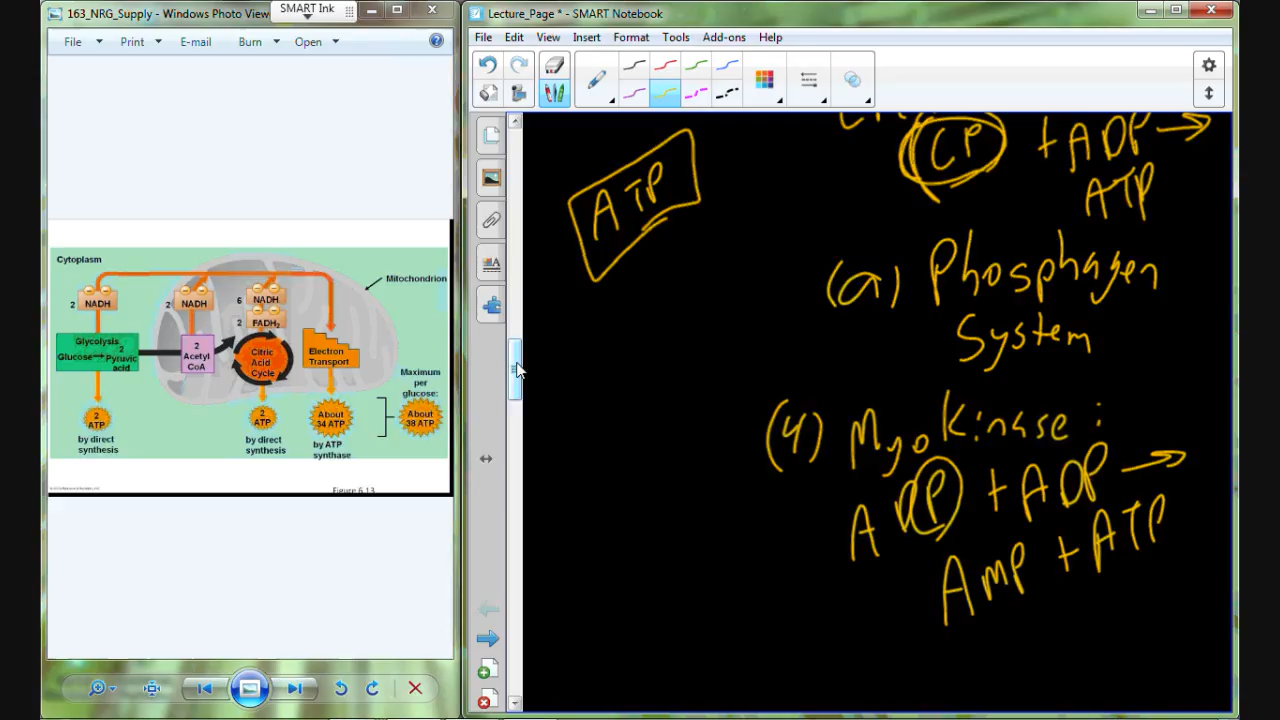 163_NRG_Supply - Windows Photo View
SMART Ink
File Print E-mail Burn Open
Cytoplasm
Mitochondrion
2 NADH
2 NADH
6 NADH
2 FADH₂
Glycolysis
Glucose → 2 Pyruvic acid
2 Acetyl CoA
Citric Acid Cycle
Electron Transport
Maximum per glucose:
2 ATP
2 ATP
About 34 ATP
About 38 ATP
by direct synthesis
by direct synthesis
by ATP synthase
Figure 6.13
Lecture_Page * - SMART Notebook
File Edit View Insert Format Tools Add-ons Help
CP + ADP →
ATP
ATP
(a) Phosphagen
System
(4) Myokinase :
ADP + ADP →
AMP + ATP